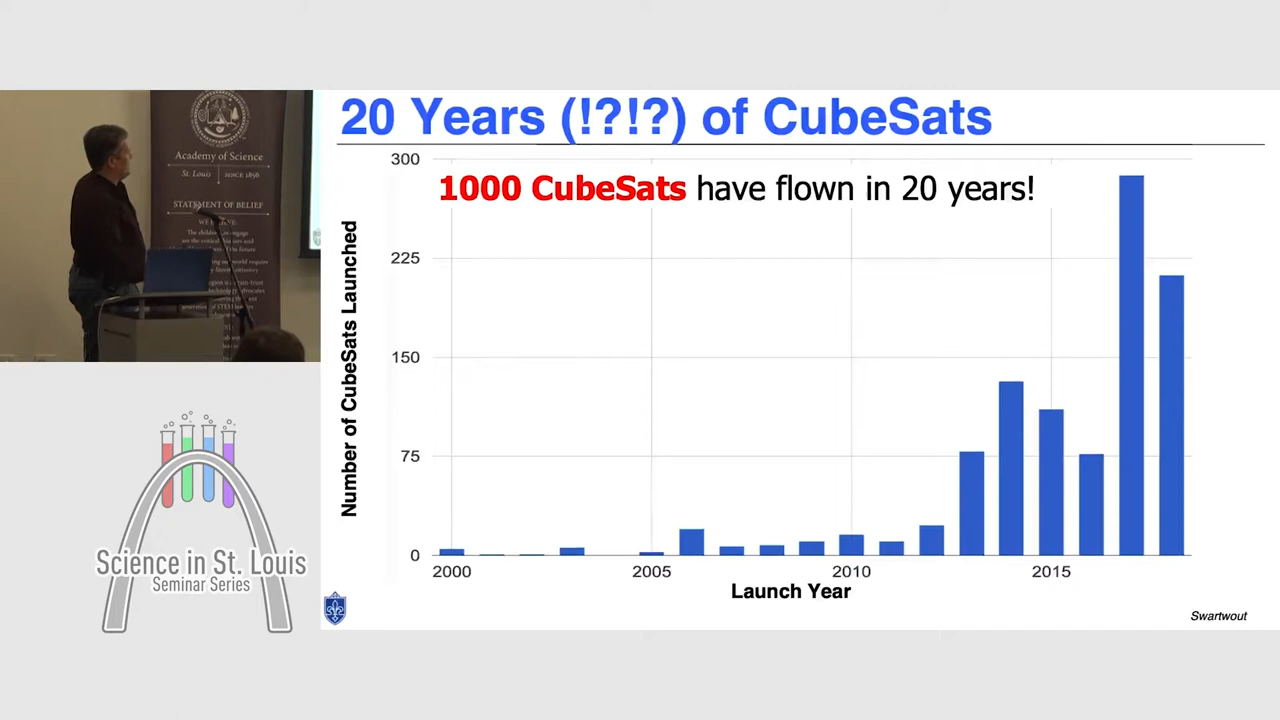 20 Years (!?!?) of CubeSats
1000 CubeSats have flown in 20 years!
Number of CubeSats Launched
300
225
150
75
0
2000
2005
2010
2015
Launch Year
Swartwout
Academy of Science
St. Louis
SINCE 1856
STATEMENT OF BELIEF
Science in St. Louis
Seminar Series